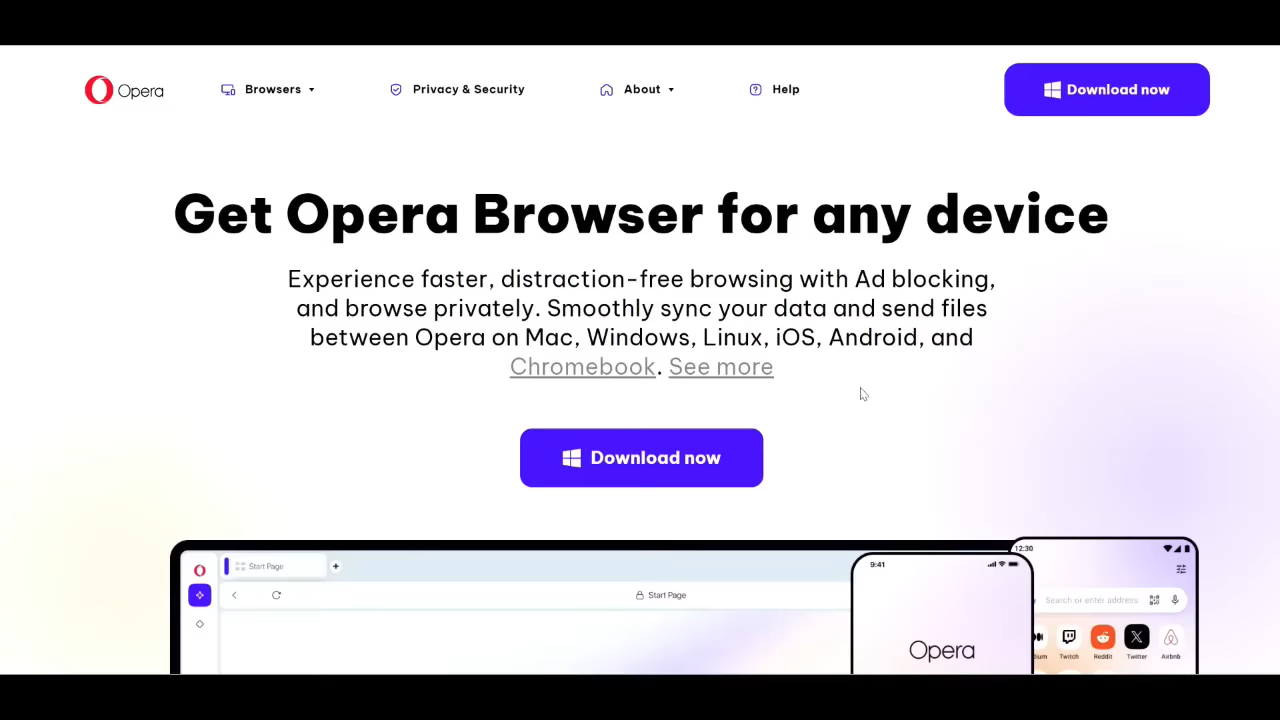 Opera
Browsers
Privacy & Security
About
Help
Download now
Get Opera Browser for any device
Experience faster, distraction-free browsing with Ad blocking,
and browse privately. Smoothly sync your data and send files
between Opera on Mac, Windows, Linux, iOS, Android, and
Chromebook. See more
Download now
Start Page
Start Page
9:41
Opera
12:30
Search or enter address
Twitch
Reddit
Twitter
Airbnb